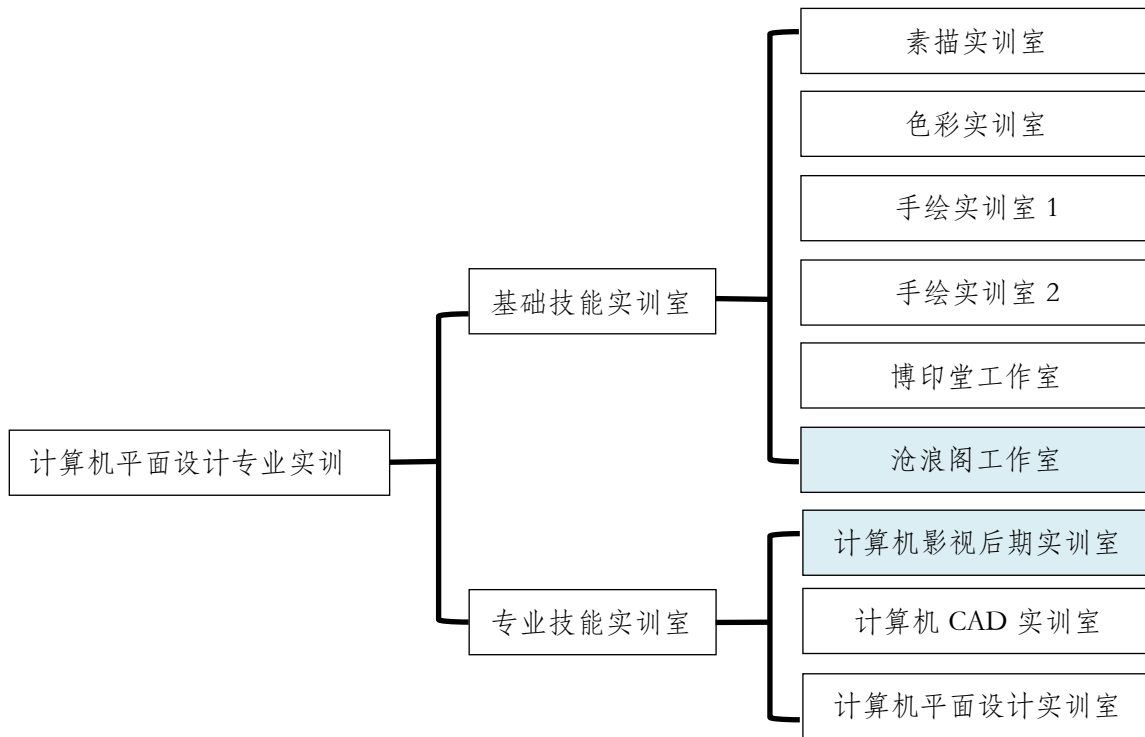 素描实训室
色彩实训室
手绘实训室 1
手绘实训室 2
博印堂工作室
沧浪阁工作室
基础技能实训室
计算机平面设计专业实训
计算机影视后期实训室
计算机 CAD 实训室
计算机平面设计实训室
专业技能实训室